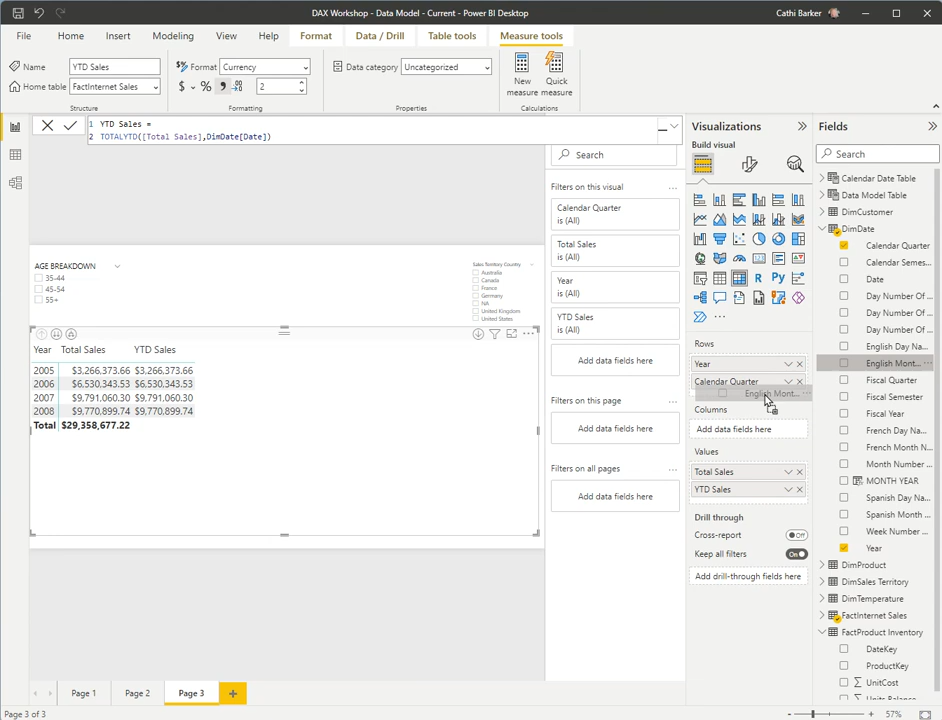 DAX Workshop - Data Model - Current - Power BI Desktop
Cathi Barker
File Home Insert Modeling View Help Format Data / Drill Table tools Measure tools
Name YTD Sales
Home table FactInternet Sales
Structure
Format Currency
$ % 9 2
Formatting
Data category Uncategorized
Properties
New measure
Quick measure
Calculations
1 YTD Sales =
2 TOTALYTD([Total Sales],DimDate[Date])
AGE BREAKDOWN
35-44
45-54
55+
Sales Territory Country
Australia
Canada
France
Germany
NA
United Kingdom
United States
Year Total Sales YTD Sales
2005 $3,266,373.66 $3,266,373.66
2006 $6,530,343.53 $6,530,343.53
2007 $9,791,060.30 $9,791,060.30
2008 $9,770,899.74 $9,770,899.74
Total $29,358,677.22
Search
Filters on this visual ...
Calendar Quarter
is (All)
Total Sales
is (All)
Year
is (All)
YTD Sales
is (All)
Add data fields here
Filters on this page ...
Add data fields here
Filters on all pages ...
Add data fields here
Visualizations
Build visual
R Py
...
Rows
Year
Calendar Quarter
English Mont...
Columns
Add data fields here
Values
Total Sales
YTD Sales
Drill through
Cross-report Off
Keep all filters On
Add drill-through fields here
Fields
Search
Calendar Date Table
Data Model Table
DimCustomer
DimDate
Calendar Quarter
Calendar Semes...
Date
Day Number Of ...
Day Number Of ...
Day Number Of ...
English Day Na...
English Mont... ...
Fiscal Quarter
Fiscal Semester
Fiscal Year
French Day Na...
French Month N...
Month Number ...
MONTH YEAR
Spanish Day Na...
Spanish Month ...
Week Number ...
Year
DimProduct
DimSales Territory
DimTemperature
FactInternet Sales
FactProduct Inventory
DateKey
ProductKey
Σ UnitCost
Σ Units Balance
Page 1 Page 2 Page 3 +
Page 3 of 3
- + 57%